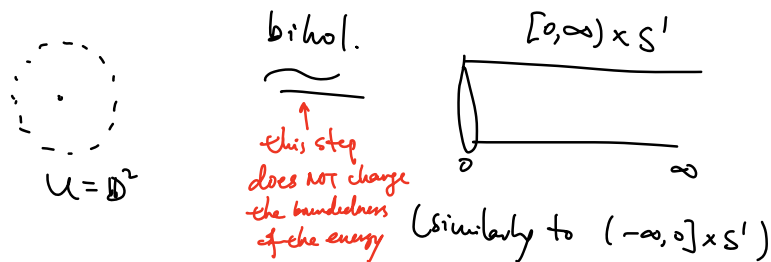 bihol.
[0,∞) × S¹
≅
0
∞
U = D²
this step
does NOT change
the boundedness
of the energy
(similarly to (-∞,0] × S¹)